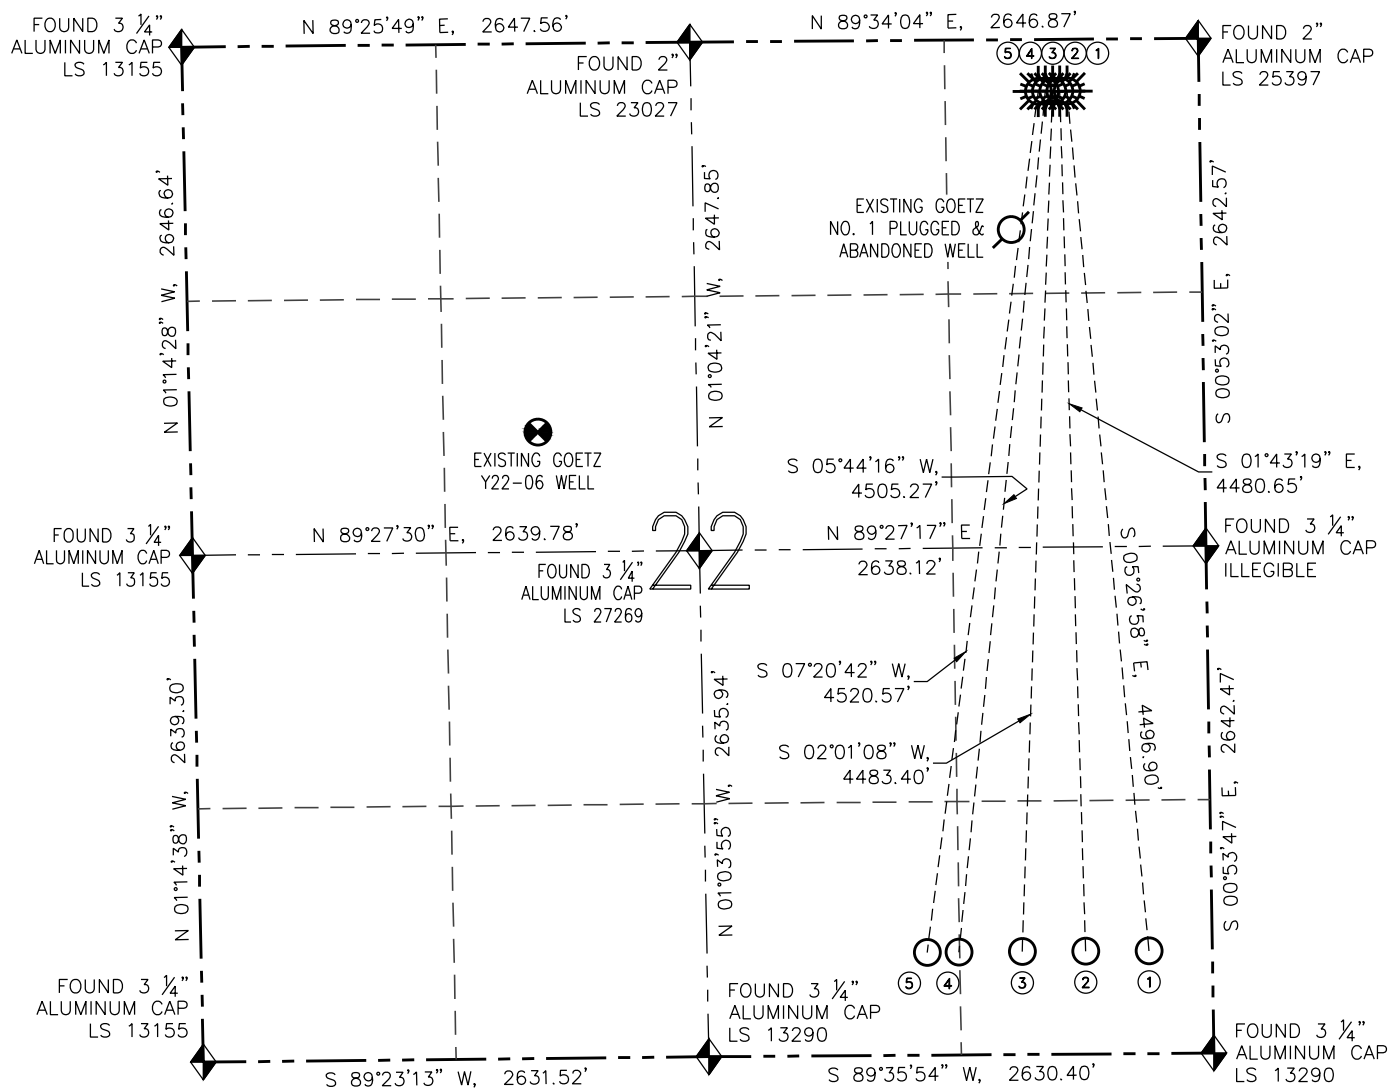 FOUND 3 ¼"
ALUMINUM CAP
LS 13155
N 89°25'49" E, 2647.56'
FOUND 2"
ALUMINUM CAP
LS 23027
N 89°34'04" E, 2646.87'
FOUND 2"
ALUMINUM CAP
LS 25397
5 4 3 2 1
N 01°14'28" W, 2646.64'
N 01°04'21" W, 2647.85'
EXISTING GOETZ
NO. 1 PLUGGED &
ABANDONED WELL
S 00°53'02" E, 2642.57'
EXISTING GOETZ
Y22-06 WELL
S 05°44'16" W,
4505.27'
S 01°43'19" E,
4480.65'
FOUND 3 ¼"
ALUMINUM CAP
LS 13155
N 89°27'30" E, 2639.78'
22
FOUND 3 ¼"
ALUMINUM CAP
LS 27269
N 89°27'17" E
2638.12'
FOUND 3 ¼"
ALUMINUM CAP
ILLEGIBLE
S 05°26'58" E, 4496.90'
S 07°20'42" W,
4520.57'
S 02°01'08" W,
4483.40'
N 01°14'38" W, 2639.30'
N 01°03'55" W, 2635.94'
S 00°53'47" E, 2642.47'
5 4 3 2 1
FOUND 3 ¼"
ALUMINUM CAP
LS 13155
S 89°23'13" W, 2631.52'
FOUND 3 ¼"
ALUMINUM CAP
LS 13290
S 89°35'54" W, 2630.40'
FOUND 3 ¼"
ALUMINUM CAP
LS 13290